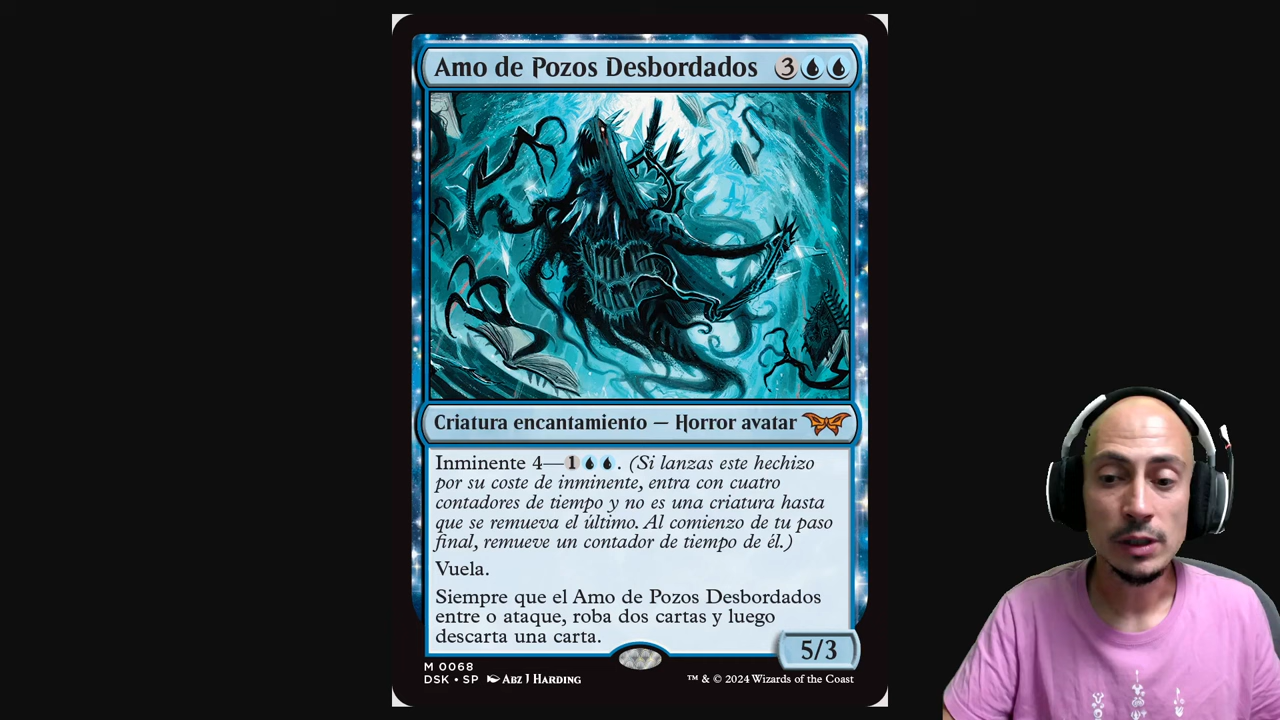 Amo de Pozos Desbordados 3
Criatura encantamiento — Horror avatar
Inminente 4—1. (Si lanzas este hechizo
por su coste de inminente, entra con cuatro
contadores de tiempo y no es una criatura hasta
que se remueva el último. Al comienzo de tu paso
final, remueve un contador de tiempo de él.)
Vuela.
Siempre que el Amo de Pozos Desbordados
entre o ataque, roba dos cartas y luego
descarta una carta.
5/3
M 0068
DSK • SP Abz J Harding
™ & © 2024 Wizards of the Coast